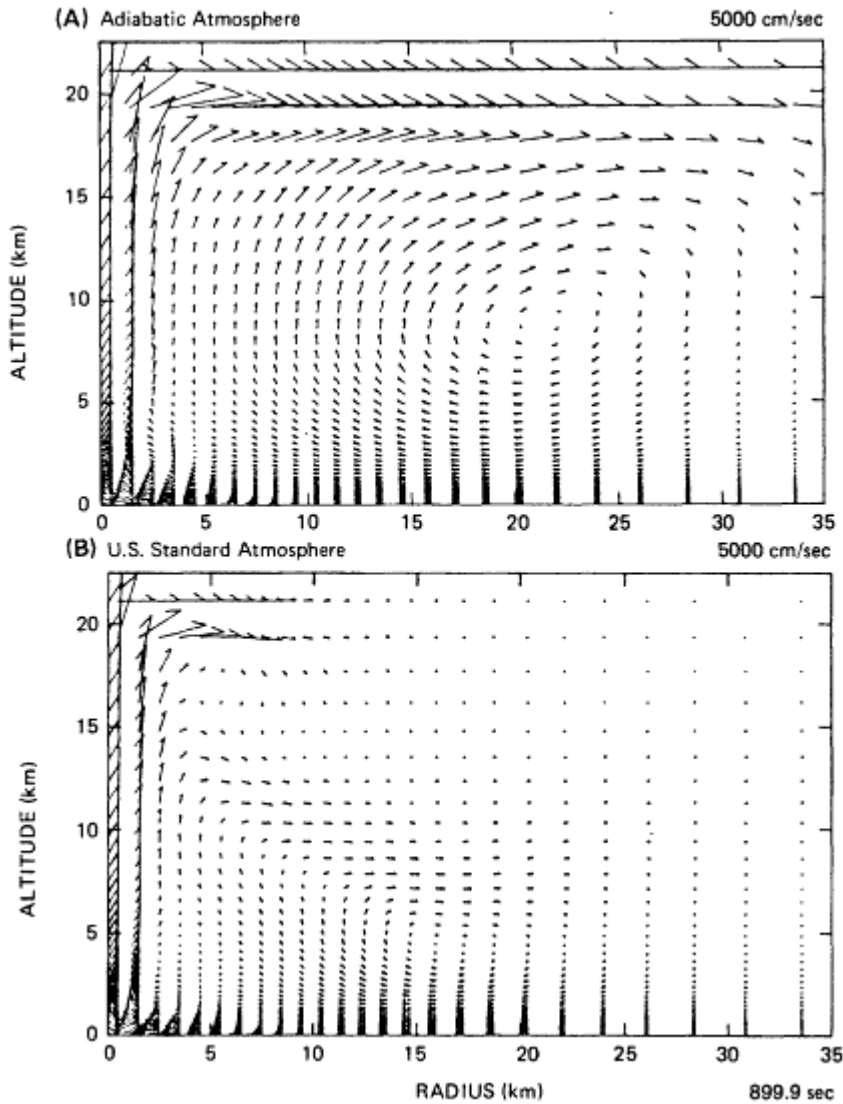 (A) Adiabatic Atmosphere 5000 cm/sec
20
15
10
5
0
ALTITUDE (km)
0 5 10 15 20 25 30 35
(B) U.S. Standard Atmosphere 5000 cm/sec
20
15
10
5
0
ALTITUDE (km)
0 5 10 15 20 25 30 35
RADIUS (km) 899.9 sec